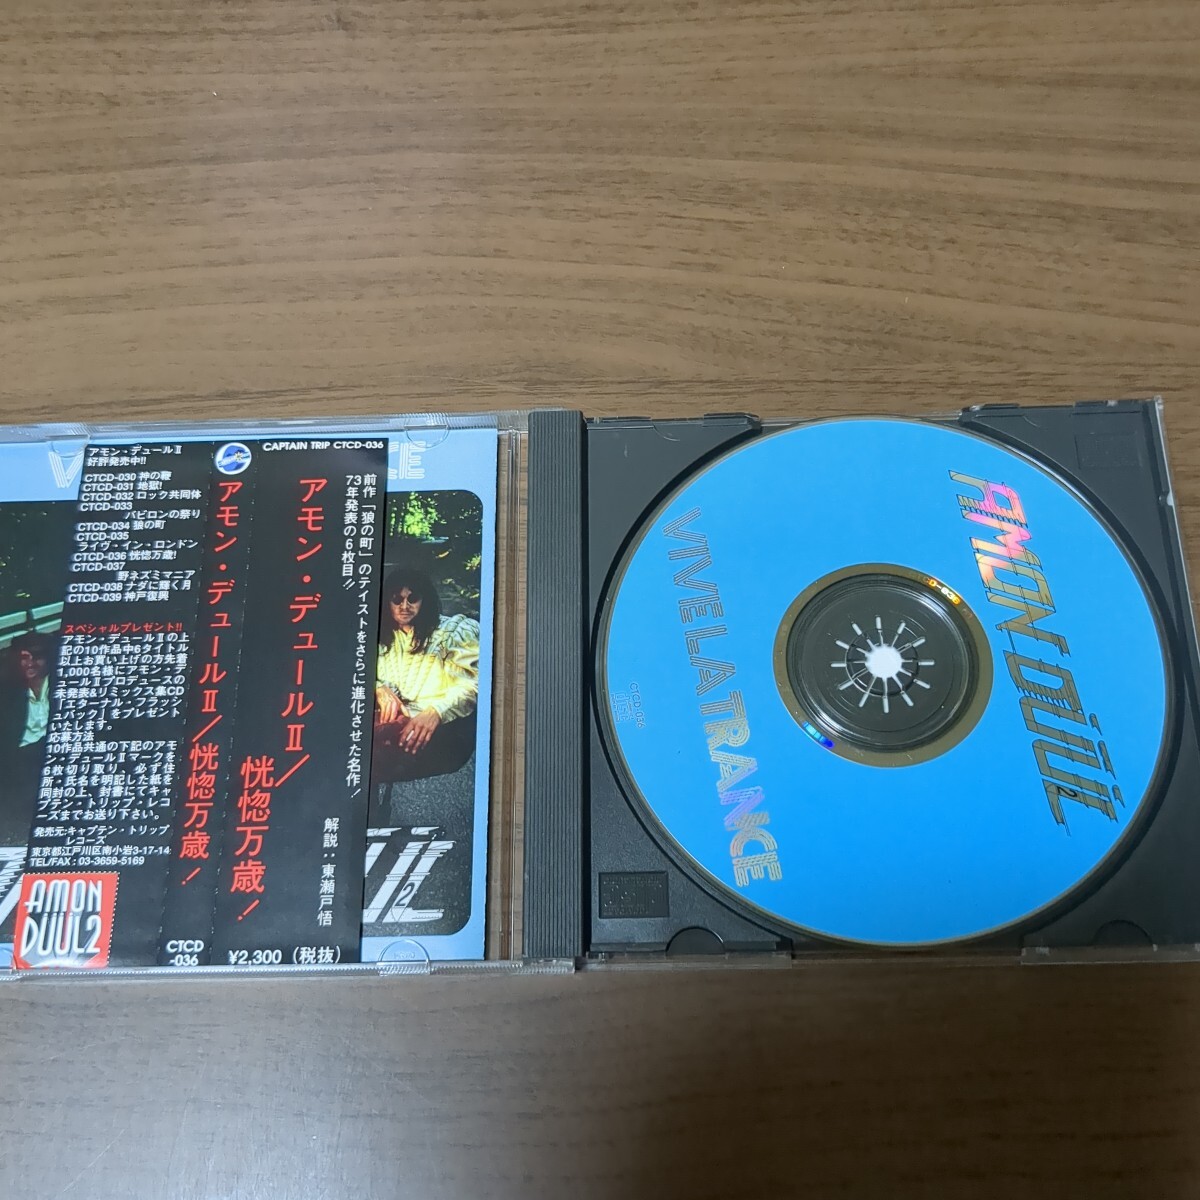 アモン・デュールⅡ
好評発売中!!
CTCD-030 神の鞭
CTCD-031 地獄!
CTCD-032 ロック共同体
CTCD-033
バビロンの祭り
CTCD-034 狼の町
CTCD-035
ライヴ・イン・ロンドン
CTCD-036 恍惚万歳!
CTCD-037
野ネズミマニア
CTCD-038 ナダに輝く月
CTCD-039 神戸復興
スペシャルプレゼント!!
アモン・デュールⅡの上
記の10作品中6タイトル
以上お買い上げの方先着
1,000名様にアモン・デ
ュールⅡプロデュースの
未発表&リミックス集CD
「エターナル・フラッシ
ュバック」をプレゼント
いたします。
応募方法
10作品共通の下記のアモ
ン・デュールⅡマークを
6枚切り取り、必ず住
所・氏名を明記した紙を
同封の上、封書にてキャ
プテン・トリップ・レコ
ーズまでお送り下さい。
発売元:キャプテン・トリップ
レコーズ
東京都江戸川区南小岩3-17-14
TEL/FAX : 03-3659-5169
AMON
DUUL2
アモン・デュールⅡ/恍惚万歳!
CTCD
-036
CAPTAIN TRIP CTCD-036
前作「狼の町」のテイストをさらに進化させた名作!
73年発表の6枚目!!
アモン・デュールⅡ/
恍惚万歳!
解説:東瀬戸悟
¥2,300（税抜）
AMON DÜÜL
2
VIVE LA TRANCE
CTCD-036